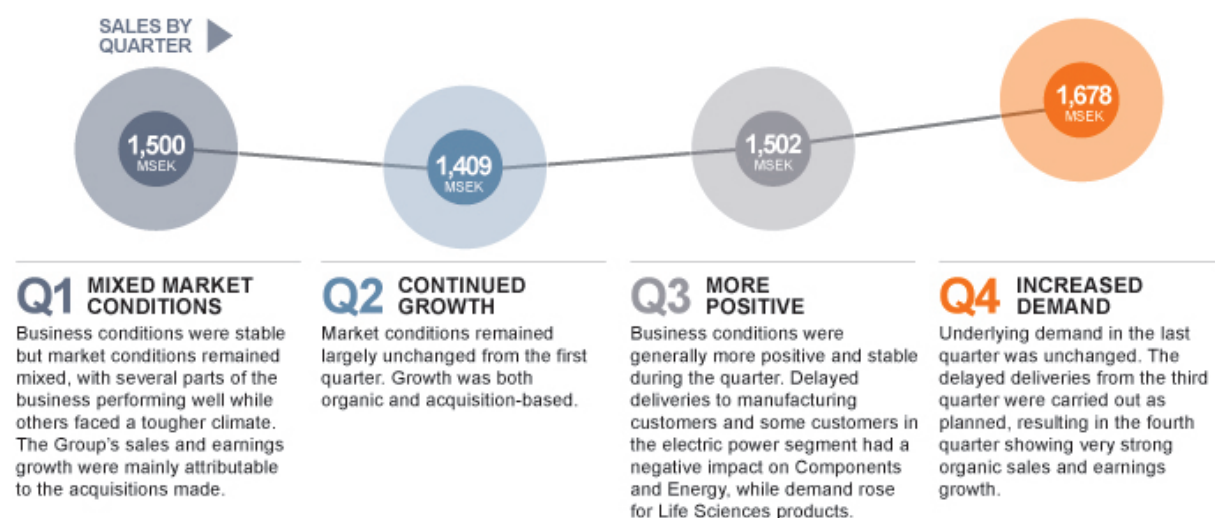 SALES BY
QUARTER
1,500
MSEK
1,409
MSEK
1,502
MSEK
1,678
MSEK
Q1 MIXED MARKET
CONDITIONS
Business conditions were stable
but market conditions remained
mixed, with several parts of the
business performing well while
others faced a tougher climate.
The Group's sales and earnings
growth were mainly attributable
to the acquisitions made.
Q2 CONTINUED
GROWTH
Market conditions remained
largely unchanged from the first
quarter. Growth was both
organic and acquisition-based.
Q3 MORE
POSITIVE
Business conditions were
generally more positive and stable
during the quarter. Delayed
deliveries to manufacturing
customers and some customers in
the electric power segment had a
negative impact on Components
and Energy, while demand rose
for Life Sciences products.
Q4 INCREASED
DEMAND
Underlying demand in the last
quarter was unchanged. The
delayed deliveries from the third
quarter were carried out as
planned, resulting in the fourth
quarter showing very strong
organic sales and earnings
growth.